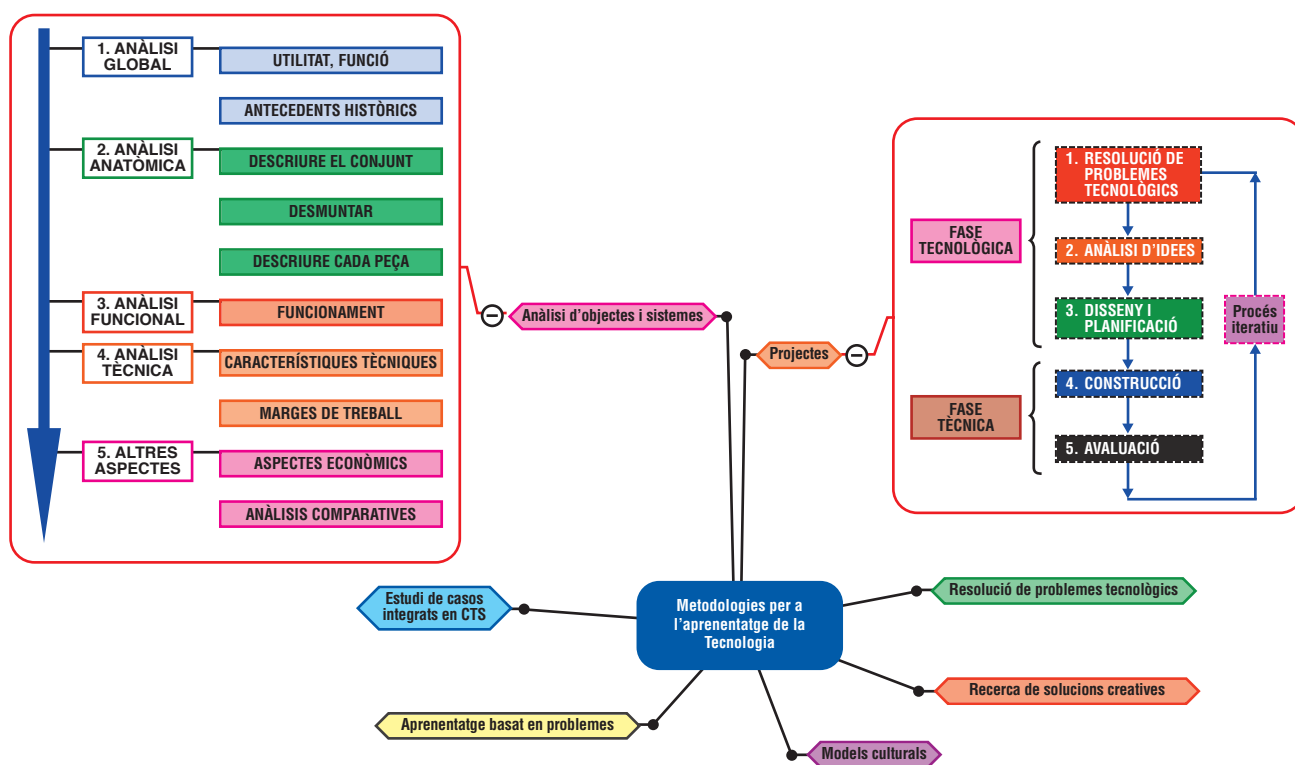 1. ANÀLISI
GLOBAL
UTILITAT, FUNCIÓ
ANTECEDENTS HISTÒRICS
2. ANÀLISI
ANATÒMICA
DESCRIURE EL CONJUNT
DESMUNTAR
DESCRIURE CADA PEÇA
3. ANÀLISI
FUNCIONAL
FUNCIONAMENT
4. ANÀLISI
TÈCNICA
CARACTERÍSTIQUES TÈCNIQUES
MARGES DE TREBALL
5. ALTRES
ASPECTES
ASPECTES ECONÒMICS
ANÀLISIS COMPARATIVES
Anàlisi d'objectes i sistemes
Projectes
FASE
TECNOLÒGICA
1. RESOLUCIÓ DE
PROBLEMES
TECNOLÒGICS
2. ANÀLISI D'IDEES
3. DISSENY I
PLANIFICACIÓ
Procés
iteratiu
FASE
TÈCNICA
4. CONSTRUCCIÓ
5. AVALUACIÓ
Estudi de casos
integrats en CTS
Metodologies per a
l'aprenentatge de la
Tecnologia
Resolució de problemes tecnològics
Recerca de solucions creatives
Aprenentatge basat en problemes
Models culturals